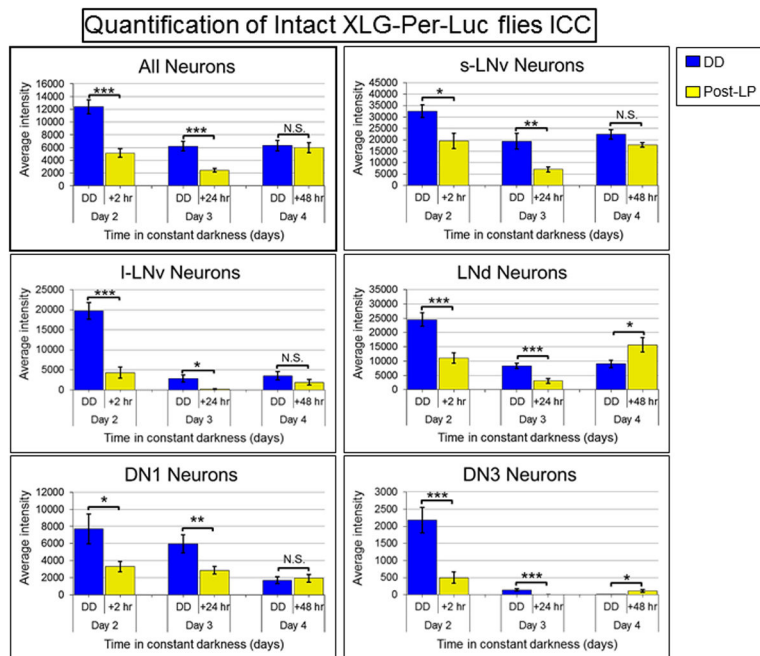 Quantification of Intact XLG-Per-Luc flies ICC
DD
Post-LP
All Neurons
Average intensity
14000
12000
10000
8000
6000
4000
2000
0
***
***
N.S.
DD +2 hr DD +24 hr DD +48 hr
Day 2 Day 3 Day 4
Time in constant darkness (days)
s-LNv Neurons
Average intensity
45000
40000
35000
30000
25000
20000
15000
10000
5000
0
*
**
N.S.
DD +2 hr DD +24 hr DD +48 hr
Day 2 Day 3 Day 4
Time in constant darkness (days)
l-LNv Neurons
Average intensity
25000
20000
15000
10000
5000
0
***
*
N.S.
DD +2 hr DD +24 hr DD +48 hr
Day 2 Day 3 Day 4
Time in constant darkness (days)
LNd Neurons
Average intensity
35000
30000
25000
20000
15000
10000
5000
0
***
***
*
DD +2 hr DD +24 hr DD +48 hr
Day 2 Day 3 Day 4
Time in constant darkness (days)
DN1 Neurons
Average intensity
12000
10000
8000
6000
4000
2000
0
*
**
N.S.
DD +2 hr DD +24 hr DD +48 hr
Day 2 Day 3 Day 4
Time in constant darkness (days)
DN3 Neurons
Average intensity
3000
2500
2000
1500
1000
500
0
***
***
*
DD +2 hr DD +24 hr DD +48 hr
Day 2 Day 3 Day 4
Time in constant darkness (days)